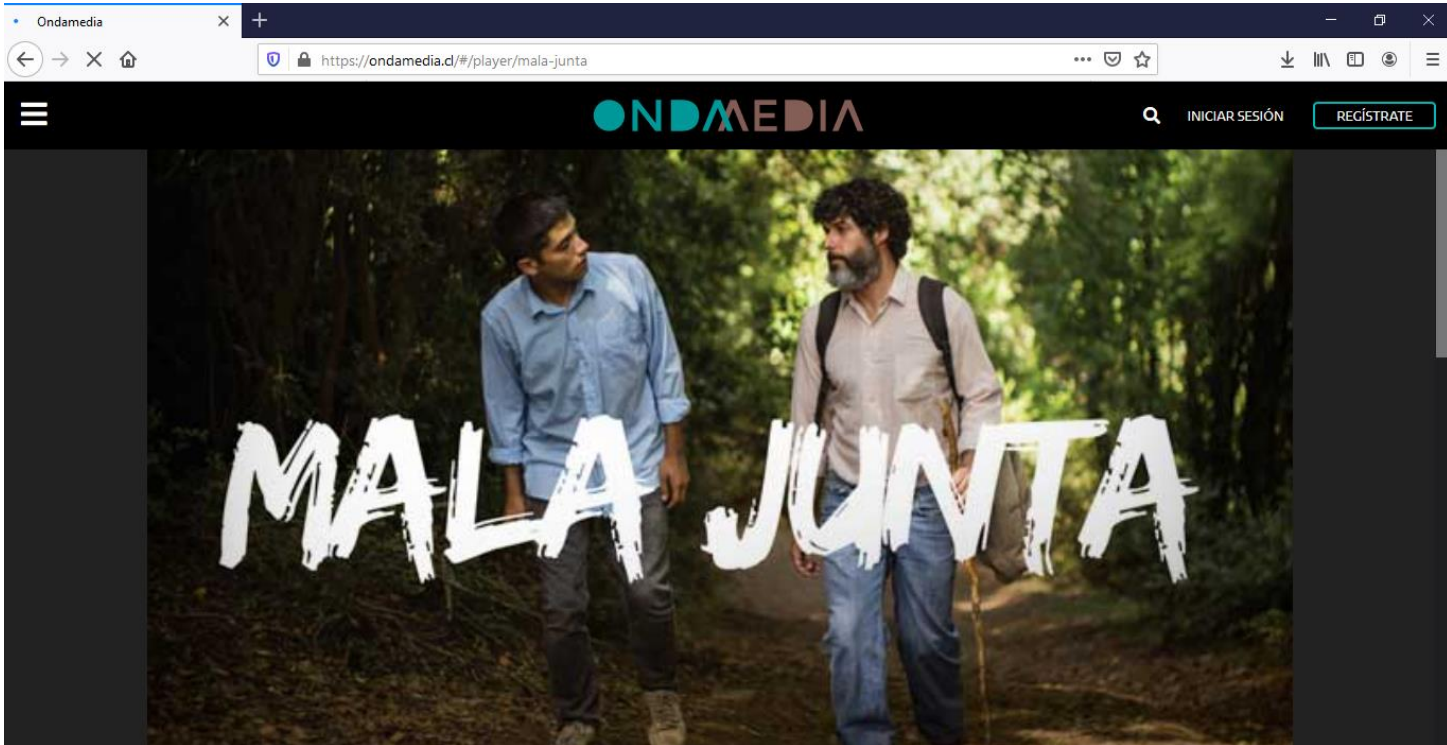 Ondamedia
https://ondamedia.cl/#/player/mala-junta
ONDAMEDIA
INICIAR SESIÓN
REGÍSTRATE
MALA JUNTA